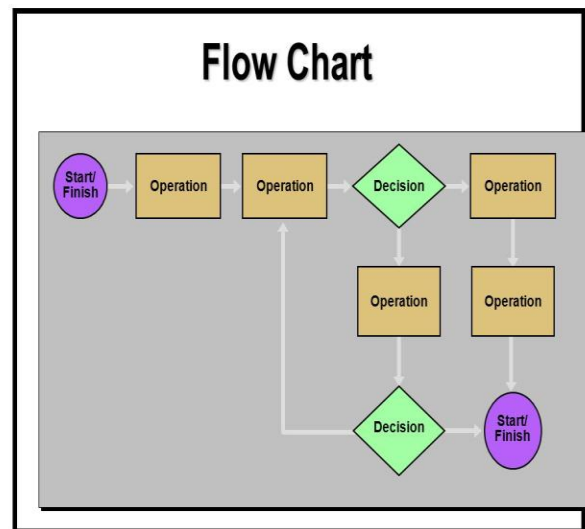 Flow Chart
Start/
Finish
Operation
Operation
Decision
Operation
Operation
Operation
Decision
Start/
Finish